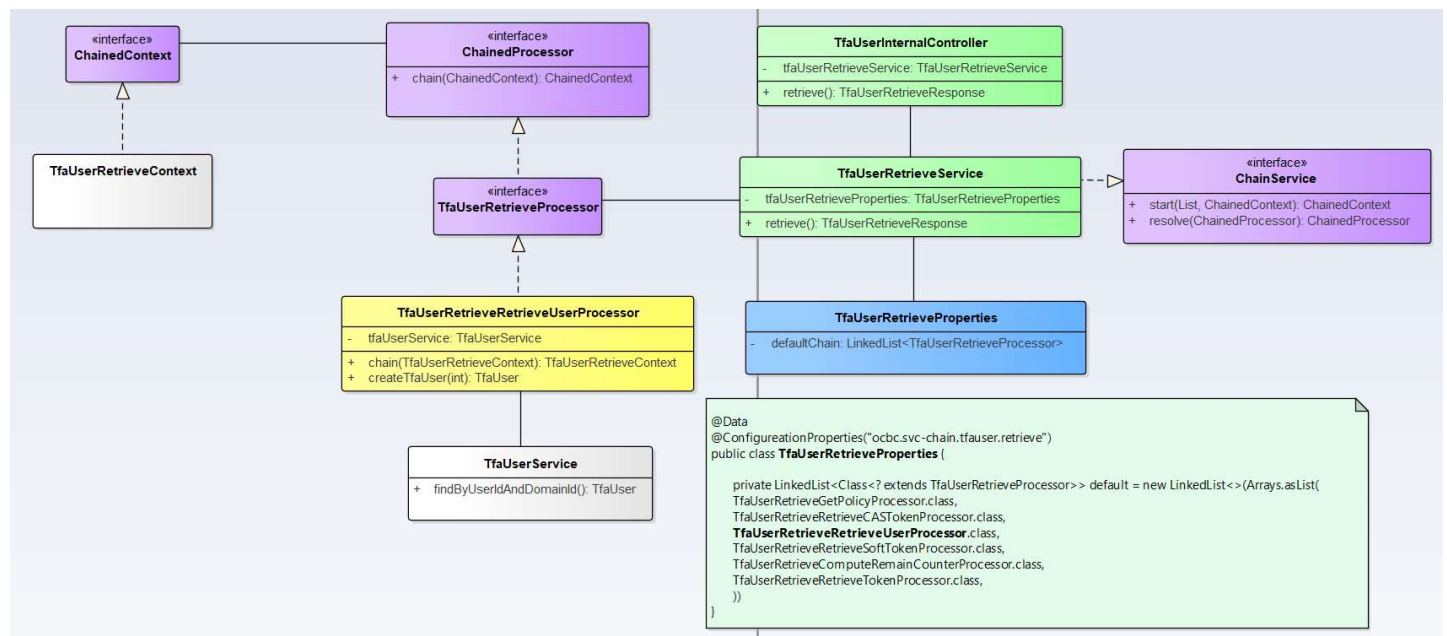 «interface»
ChainedContext
«interface»
ChainedProcessor
+ chain(ChainedContext): ChainedContext
TfaUserInternalController
- tfaUserRetrieveService: TfaUserRetrieveService
+ retrieve(): TfaUserRetrieveResponse
TfaUserRetrieveContext
«interface»
TfaUserRetrieveProcessor
TfaUserRetrieveService
- tfaUserRetrieveProperties: TfaUserRetrieveProperties
+ retrieve(): TfaUserRetrieveResponse
«interface»
ChainService
+ start(List, ChainedContext): ChainedContext
+ resolve(ChainedProcessor): ChainedProcessor
TfaUserRetrieveRetrieveUserProcessor
- tfaUserService: TfaUserService
+ chain(TfaUserRetrieveContext): TfaUserRetrieveContext
+ createTfaUser(int): TfaUser
TfaUserRetrieveProperties
- defaultChain: LinkedList<TfaUserRetrieveProcessor>
TfaUserService
+ findByUserIdAndDomainId(): TfaUser
@Data
@ConfigureationProperties("ocbc.svc-chain.tfauser.retrieve")
public class TfaUserRetrieveProperties {
private LinkedList<Class<? extends TfaUserRetrieveProcessor>> default = new LinkedList<>(Arrays.asList(
TfaUserRetrieveGetPolicyProcessor.class,
TfaUserRetrieveRetrieveCASTokenProcessor.class,
TfaUserRetrieveRetrieveUserProcessor.class,
TfaUserRetrieveRetrieveSoftTokenProcessor.class,
TfaUserRetrieveComputeRemainCounterProcessor.class,
TfaUserRetrieveRetrieveTokenProcessor.class,
))
}